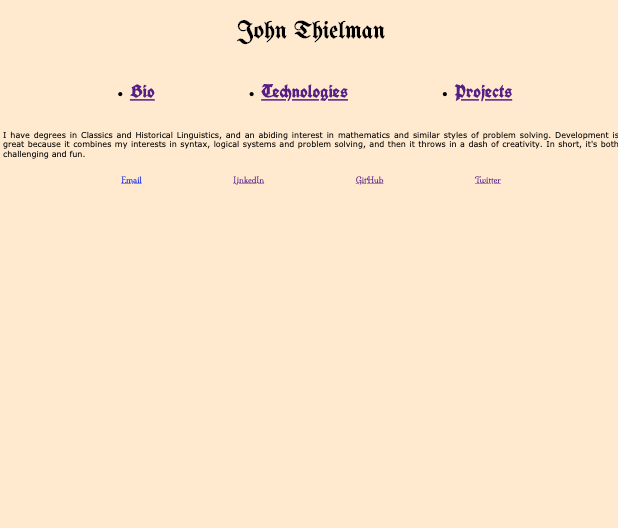 John Thielman
Bio Technologies Projects
I have degrees in Classics and Historical Linguistics, and an abiding interest in mathematics and similar styles of problem solving. Development is
great because it combines my interests in syntax, logical systems and problem solving, and then it throws in a dash of creativity. In short, it's both
challenging and fun.
Email LinkedIn GitHub Twitter